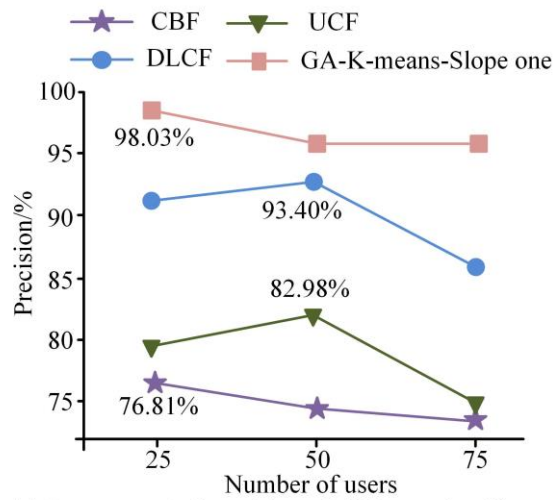 CBF UCF
DLCF GA-K-means-Slope one
100
98.03%
95
Precision/%
90
93.40%
85
82.98%
80
76.81%
75
25 50 75
Number of users